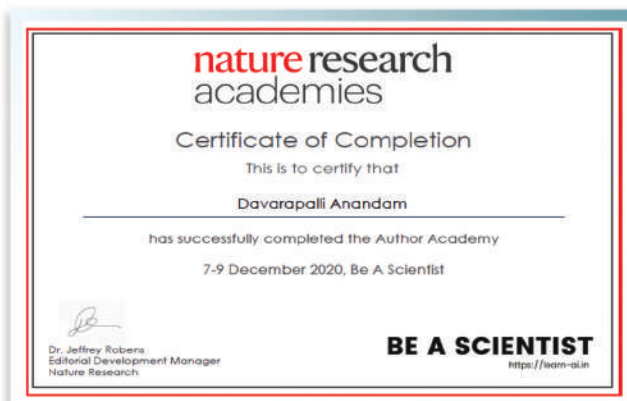 nature research
academies
Certificate of Completion
This is to certify that
Davarapalli Anandam
has successfully completed the Author Academy
7-9 December 2020, Be A Scientist
Dr. Jeffrey Robens
Editorial Development Manager
Nature Research
BE A SCIENTIST
https://learn-ai.in